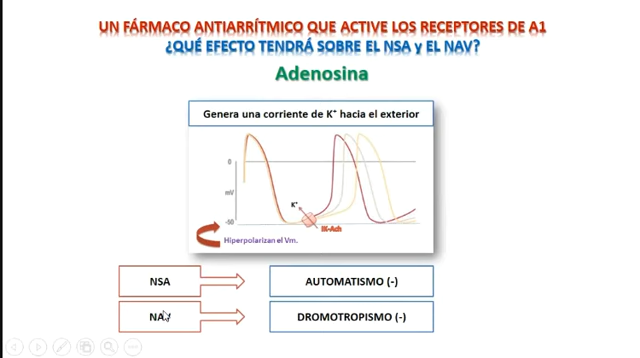 UN FÁRMACO ANTIARRÍTMICO QUE ACTIVE LOS RECEPTORES DE A1
¿QUÉ EFECTO TENDRÁ SOBRE EL NSA y EL NAV?
Adenosina
Genera una corriente de K⁺ hacia el exterior
0
mV
K⁺
IK-Ach
Hiperpolarizan el Vm.
NSA
AUTOMATISMO (-)
NAV
DROMOTROPISMO (-)